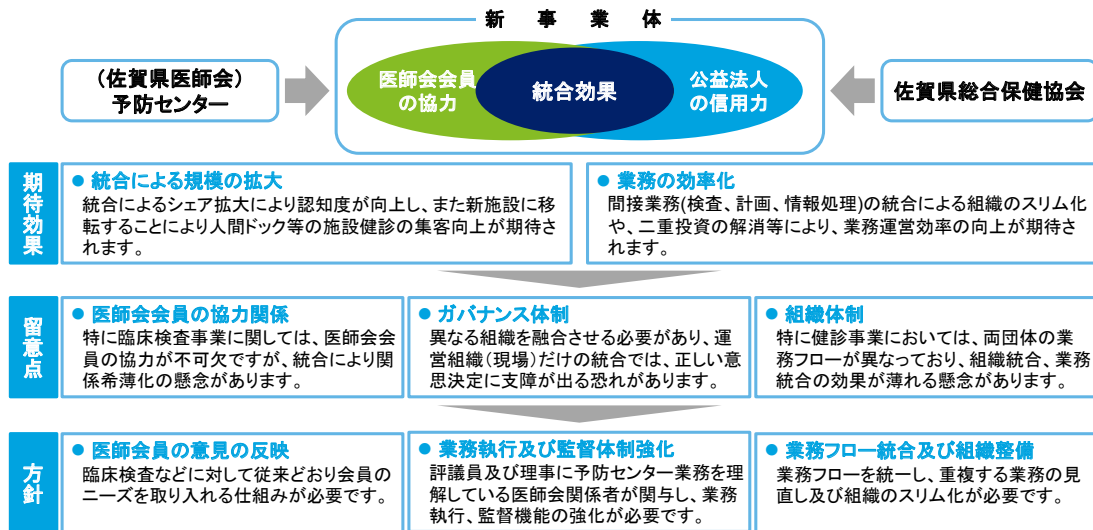 新 事 業 体
(佐賀県医師会)
予防センター
医師会会員
の協力
統合効果
公益法人
の信用力
佐賀県総合保健協会
期待効果
● 統合による規模の拡大
統合によるシェア拡大により認知度が向上し、また新施設に移
転することにより人間ドック等の施設健診の集客向上が期待さ
れます。
● 業務の効率化
間接業務(検査、計画、情報処理)の統合による組織のスリム化
や、二重投資の解消等により、業務運営効率の向上が期待さ
れます。
留意点
● 医師会会員の協力関係
特に臨床検査事業に関しては、医師会会
員の協力が不可欠ですが、統合により関
係希薄化の懸念があります。
● ガバナンス体制
異なる組織を融合させる必要があり、運
営組織(現場)だけの統合では、正しい意
思決定に支障が出る恐れがあります。
● 組織体制
特に健診事業においては、両団体の業
務フローが異なっており、組織統合、業務
統合の効果が薄れる懸念があります。
方針
● 医師会員の意見の反映
臨床検査などに対して従来どおり会員の
ニーズを取り入れる仕組みが必要です。
● 業務執行及び監督体制強化
評議員及び理事に予防センター業務を理
解している医師会関係者が関与し、業務
執行、監督機能の強化が必要です。
● 業務フロー統合及び組織整備
業務フローを統一し、重複する業務の見
直し及び組織のスリム化が必要です。